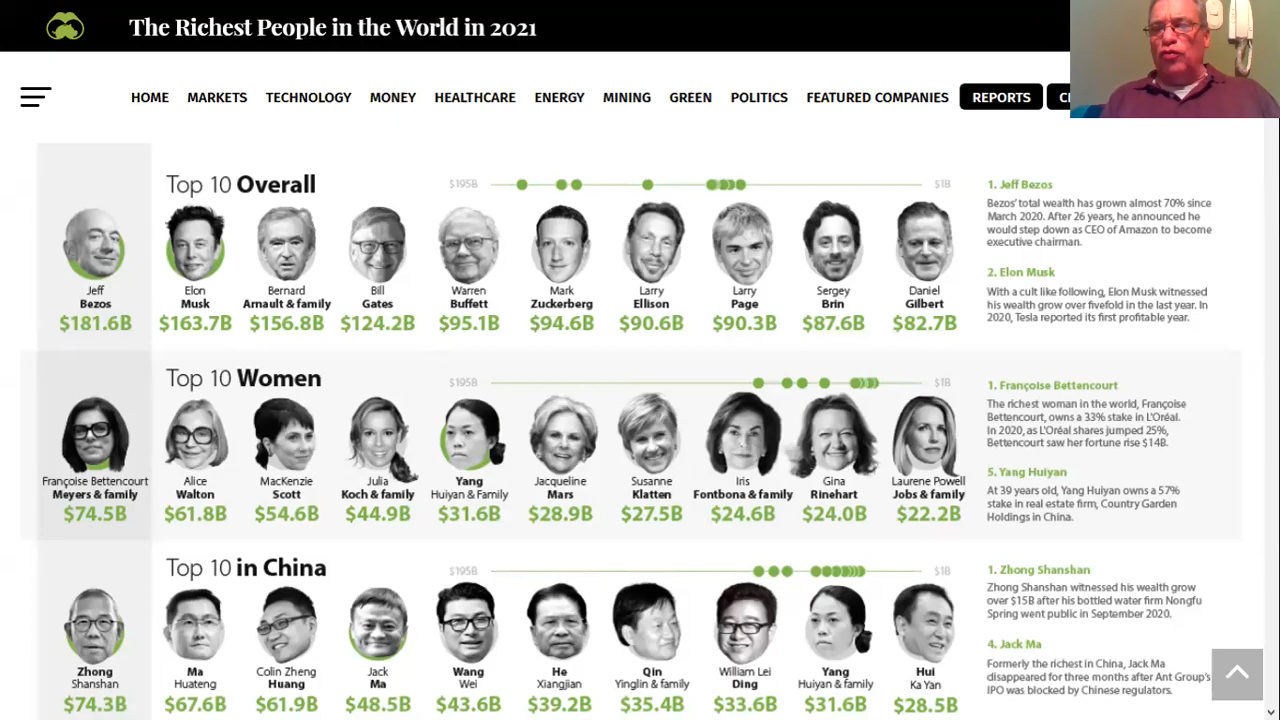 The Richest People in the World in 2021
HOME MARKETS TECHNOLOGY MONEY HEALTHCARE ENERGY MINING GREEN POLITICS FEATURED COMPANIES REPORTS
Top 10 Overall
$195B $1B
Jeff Bezos $181.6B
Elon Musk $163.7B
Bernard Arnault & family $156.8B
Bill Gates $124.2B
Warren Buffett $95.1B
Mark Zuckerberg $94.6B
Larry Ellison $90.6B
Larry Page $90.3B
Sergey Brin $87.6B
Daniel Gilbert $82.7B
1. Jeff Bezos
Bezos' total wealth has grown almost 70% since
March 2020. After 26 years, he announced he
would step down as CEO of Amazon to become
executive chairman.
2. Elon Musk
With a cult like following, Elon Musk witnessed
his wealth grow over fivefold in the last year. In
2020, Tesla reported its first profitable year.
Top 10 Women
$195B $1B
Françoise Bettencourt Meyers & family $74.5B
Alice Walton $61.8B
MacKenzie Scott $54.6B
Julia Koch & family $44.9B
Yang Huiyan & Family $31.6B
Jacqueline Mars $28.9B
Susanne Klatten $27.5B
Iris Fontbona & family $24.6B
Gina Rinehart $24.0B
Laurene Powell Jobs & family $22.2B
1. Françoise Bettencourt
The richest woman in the world, Françoise
Bettencourt, owns a 33% stake in L'Oréal.
In 2020, as L'Oréal shares jumped 25%,
Bettencourt saw her fortune rise $14B.
5. Yang Huiyan
At 39 years old, Yang Huiyan owns a 57%
stake in real estate firm, Country Garden
Holdings in China.
Top 10 in China
$195B $1B
Zhong Shanshan $74.3B
Ma Huateng $67.6B
Colin Zheng Huang $61.9B
Jack Ma $48.5B
Wang Wei $43.6B
He Xiangjian $39.2B
Qin Yinglin & family $35.4B
William Lei Ding $33.6B
Yang Huiyan & family $31.6B
Hui Ka Yan $28.5B
1. Zhong Shanshan
Zhong Shanshan witnessed his wealth grow
over $15B after his bottled water firm Nongfu
Spring went public in September 2020.
4. Jack Ma
Formerly the richest in China, Jack Ma
disappeared for three months after Ant Group's
IPO was blocked by Chinese regulators.